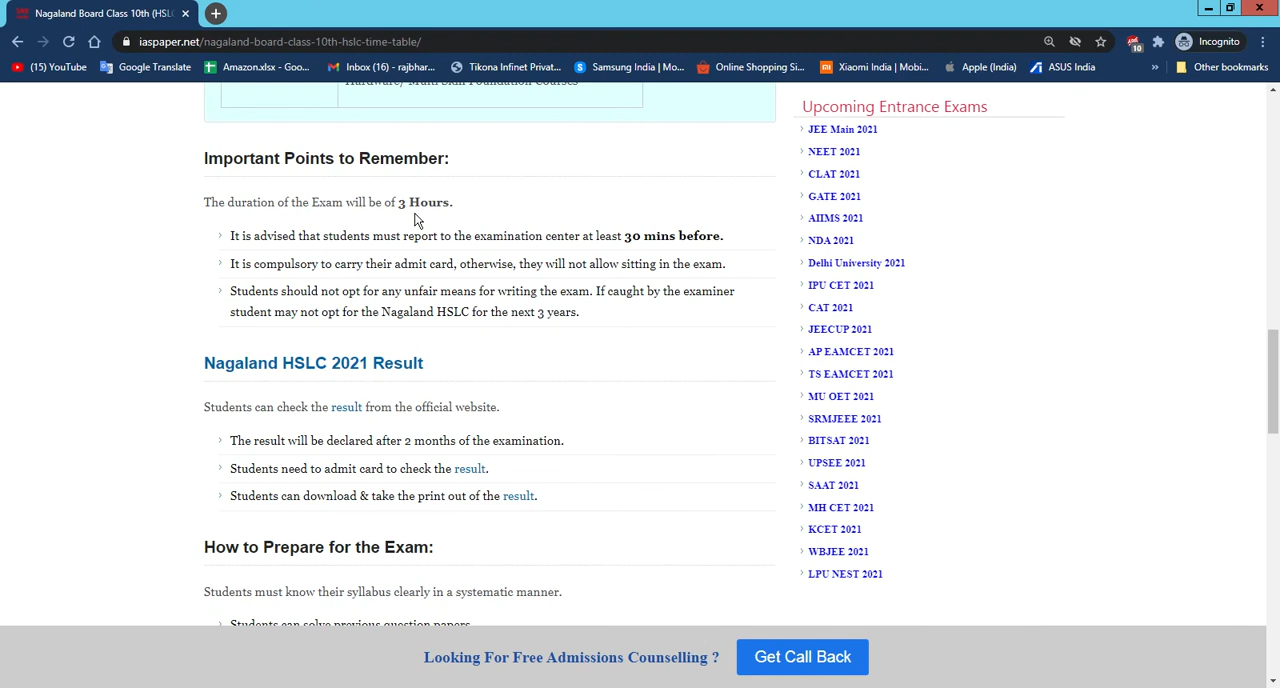 Nagaland Board Class 10th (HSLC
iaspaper.net/nagaland-board-class-10th-hslc-time-table/
10
Incognito
(15) YouTube
Google Translate
Amazon.xlsx - Goo...
Inbox (16) - rajbhar...
Tikona Infinet Privat...
Samsung India | Mo...
Online Shopping Si...
Xiaomi India | Mobi...
Apple (India)
ASUS India
»
Other bookmarks
Hardware/ Multi Skill Foundation Courses
Important Points to Remember:
The duration of the Exam will be of 3 Hours.
It is advised that students must report to the examination center at least 30 mins before.
It is compulsory to carry their admit card, otherwise, they will not allow sitting in the exam.
Students should not opt for any unfair means for writing the exam. If caught by the examiner
student may not opt for the Nagaland HSLC for the next 3 years.
Nagaland HSLC 2021 Result
Students can check the result from the official website.
The result will be declared after 2 months of the examination.
Students need to admit card to check the result.
Students can download & take the print out of the result.
How to Prepare for the Exam:
Students must know their syllabus clearly in a systematic manner.
Students can solve previous question papers
Upcoming Entrance Exams
JEE Main 2021
NEET 2021
CLAT 2021
GATE 2021
AIIMS 2021
NDA 2021
Delhi University 2021
IPU CET 2021
CAT 2021
JEECUP 2021
AP EAMCET 2021
TS EAMCET 2021
MU OET 2021
SRMJEEE 2021
BITSAT 2021
UPSEE 2021
SAAT 2021
MH CET 2021
KCET 2021
WBJEE 2021
LPU NEST 2021
Looking For Free Admissions Counselling ?
Get Call Back